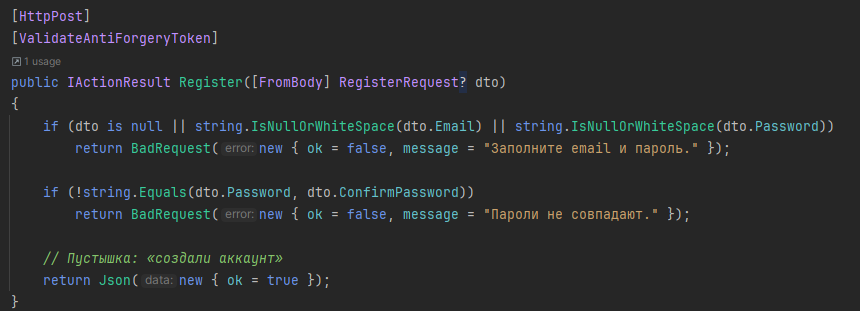 [HttpPost]
[ValidateAntiForgeryToken]
1 usage
public IActionResult Register([FromBody] RegisterRequest? dto)
{
if (dto is null || string.IsNullOrWhiteSpace(dto.Email) || string.IsNullOrWhiteSpace(dto.Password))
return BadRequest( error: new { ok = false, message = "Заполните email и пароль." });
if (!string.Equals(dto.Password, dto.ConfirmPassword))
return BadRequest( error: new { ok = false, message = "Пароли не совпадают." });
// Пустышка: «создали аккаунт»
return Json( data: new { ok = true });
}